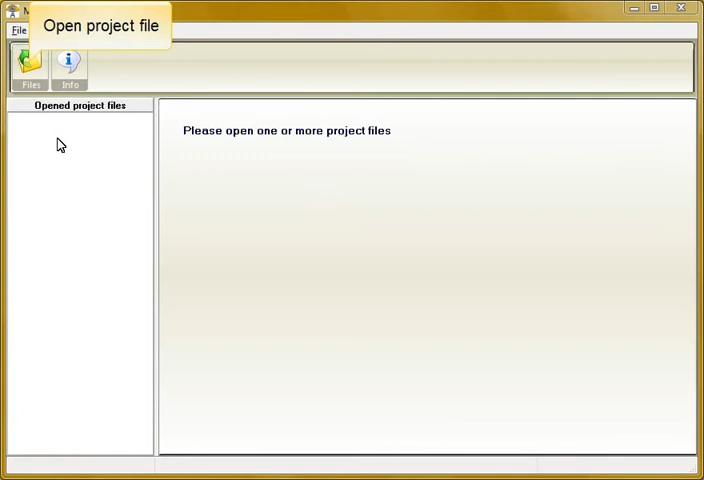 Open project file
File
Files
Info
Opened project files
Please open one or more project files